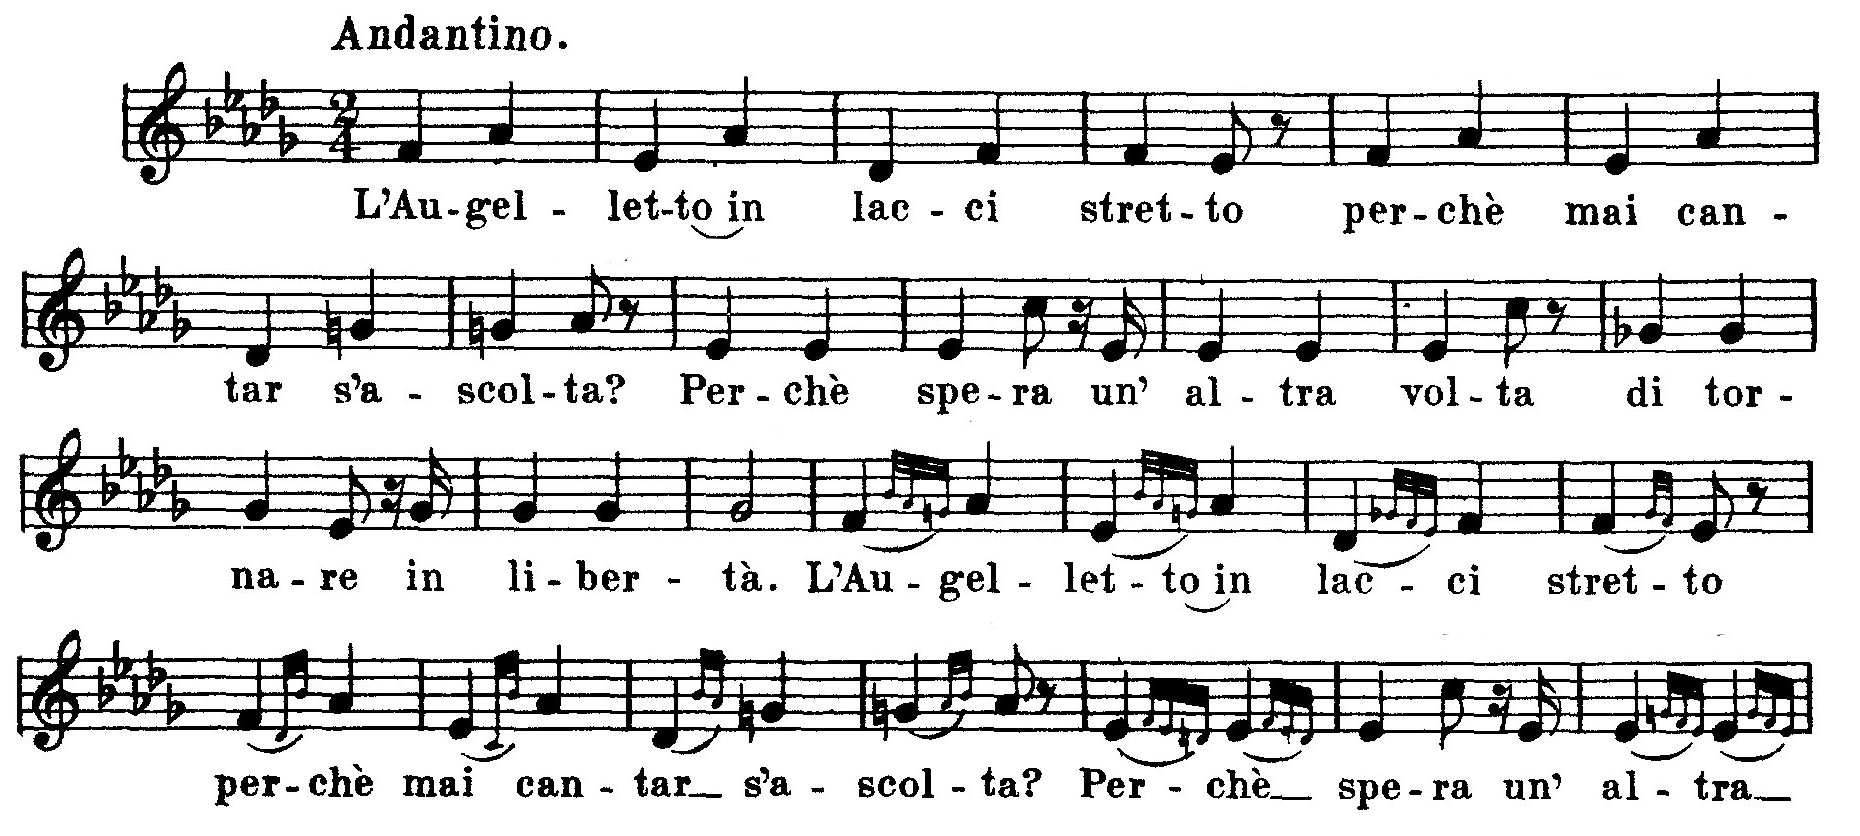 Andantino.
L'Au-gel - let-to in lac - ci stret-to per-chè mai can -
tar s'a - scol-ta? Per-chè spe-ra un' al - tra vol-ta di tor -
na-re in li-ber - tà. L'Au - gel - let - to in lac - ci stret-to
per-chè mai can - tar_ s'a - scol - ta? Per - chè_ spe-ra un' al - tra_